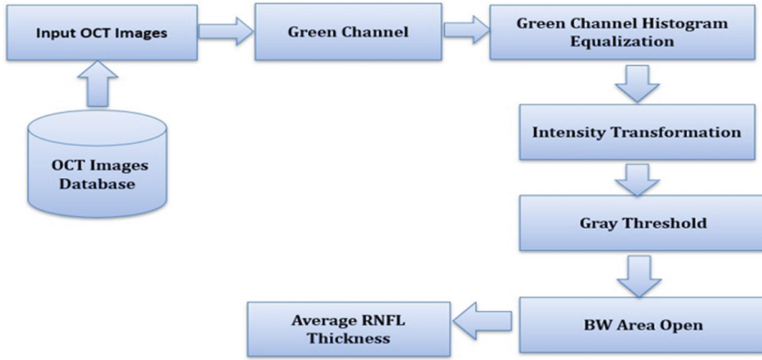 Input OCT Images
Green Channel
Green Channel Histogram
Equalization
OCT Images
Database
Intensity Transformation
Gray Threshold
BW Area Open
Average RNFL
Thickness